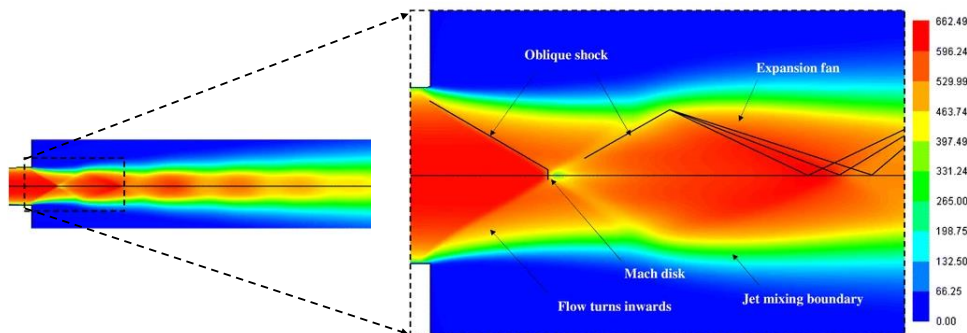 Oblique shock
Expansion fan
Mach disk
Flow turns inwards
Jet mixing boundary
662.49
596.24
529.99
463.74
397.49
331.24
265.00
198.75
132.50
66.25
0.00